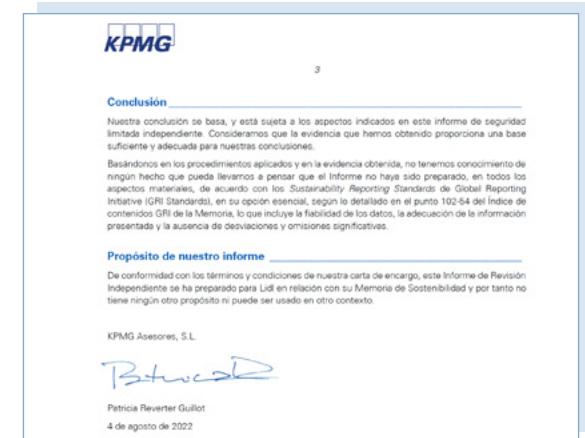 KPMG
3
Conclusión
Nuestra conclusión se basa, y está sujeta a los aspectos indicados en este informe de seguridad
limitada independiente. Consideramos que la evidencia que hemos obtenido proporciona una base
suficiente y adecuada para nuestras conclusiones.
Basándonos en los procedimientos aplicados y en la evidencia obtenida, no tenemos conocimiento de
ningún hecho que pueda llevarnos a pensar que el Informe no haya sido preparado, en todos los
aspectos materiales, de acuerdo con los Sustainability Reporting Standards de Global Reporting
Initiative (GRI Standards), en su opción esencial, según lo detallado en el punto 102-54 del Índice de
contenidos GRI de la Memoria, lo que incluye la fiabilidad de los datos, la adecuación de la información
presentada y la ausencia de desviaciones y omisiones significativas.
Propósito de nuestro informe
De conformidad con los términos y condiciones de nuestra carta de encargo, este Informe de Revisión
Independiente se ha preparado para Lidl en relación con su Memoria de Sostenibilidad y por tanto no
tiene ningún otro propósito ni puede ser usado en otro contexto.
KPMG Asesores, S.L.
Patricia Reverter Guillot
4 de agosto de 2022